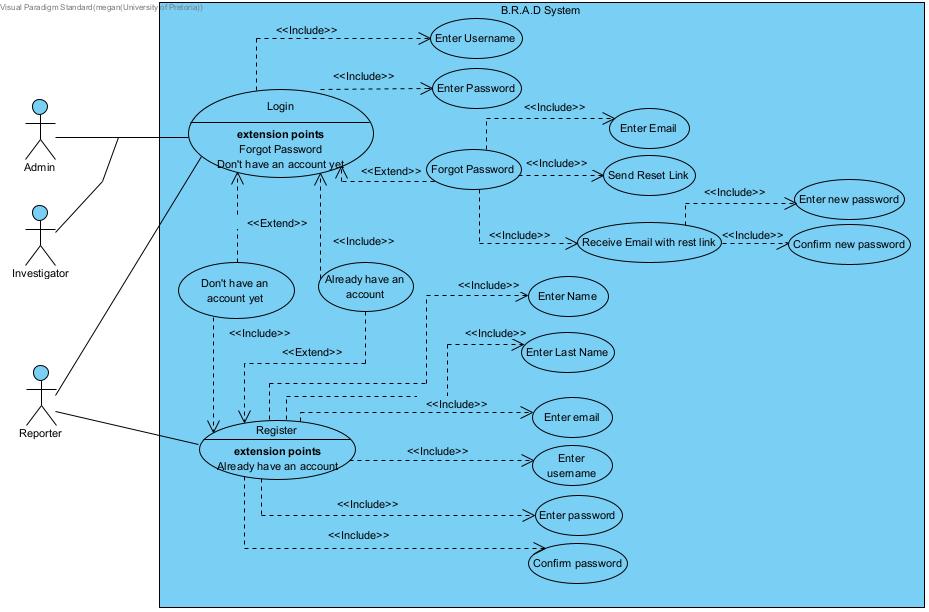 Visual Paradigm Standard(megan(University of Pretoria))
B.R.A.D System
<<Include>>
Enter Username
<<Include>>
Enter Password
Login
extension points
Forgot Password
Don't have an account yet
<<Include>>
Enter Email
Admin
<<Extend>>
Forgot Password
<<Include>>
Send Reset Link
<<Include>>
Enter new password
<<Include>>
Receive Email with rest link
<<Include>>
Confirm new password
Investigator
<<Extend>>
<<Include>>
Don't have an
account yet
Already have an
account
<<Include>>
Enter Name
<<Include>>
<<Include>>
Enter Last Name
<<Extend>>
<<Include>>
Enter email
Reporter
Register
extension points
Already have an account
<<Include>>
Enter
username
<<Include>>
Enter password
<<Include>>
Confirm password